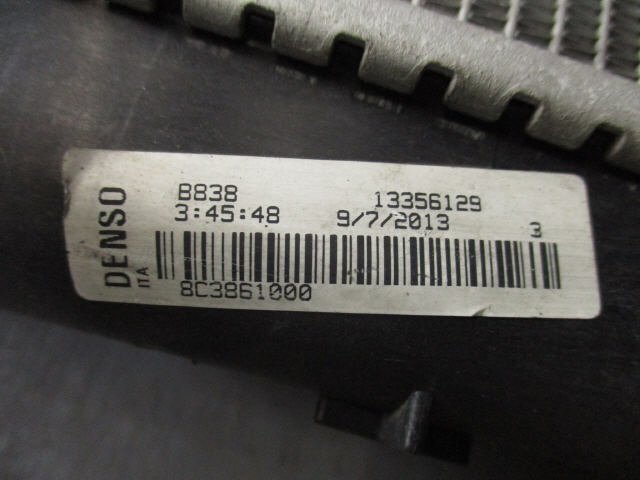 DENSO
ITA
B838 13356129
3:45:48 9/7/2013 3
8C3861000